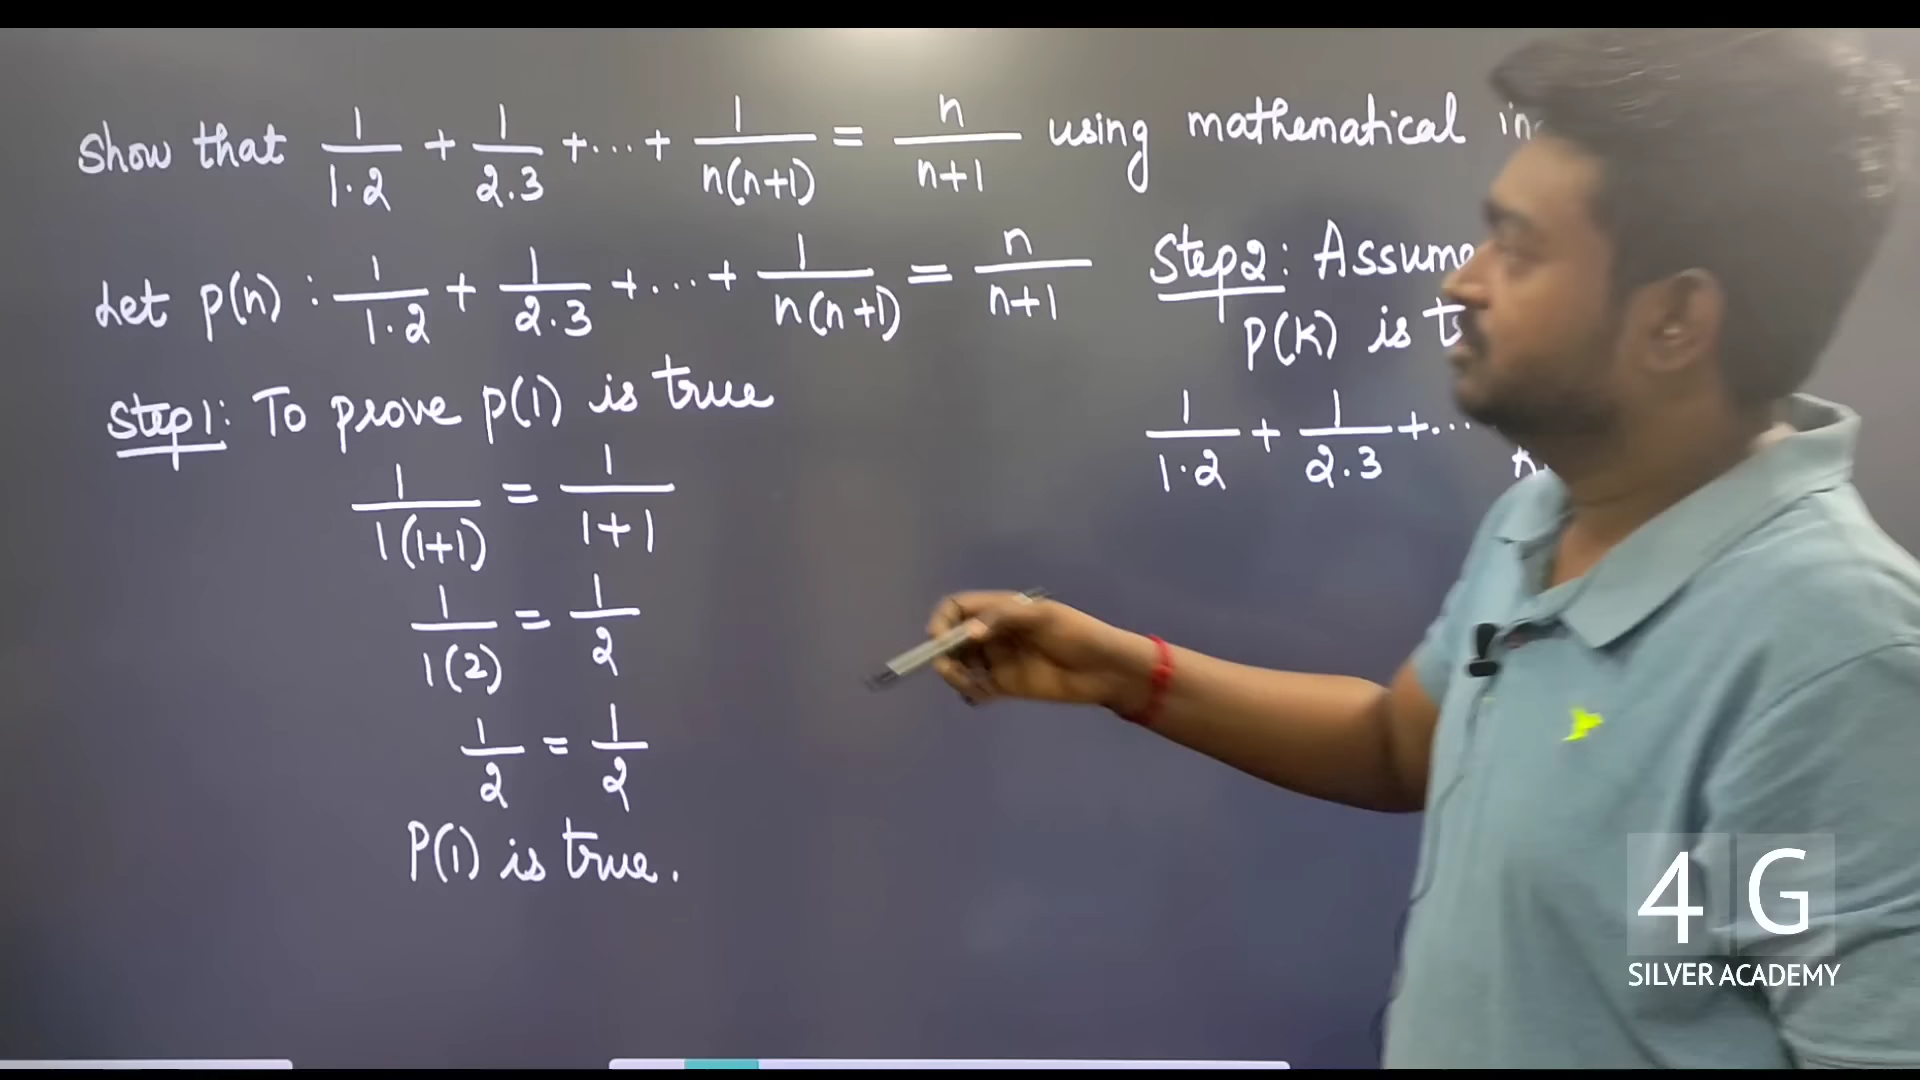 Show that 1/1·2 + 1/2.3 +...+ 1/n(n+1) = n/n+1 using mathematical
Let p(n) : 1/1·2 + 1/2·3 +...+ 1/n(n+1) = n/n+1
Step1: To prove p(1) is true
1/1(1+1) = 1/1+1
1/1(2) = 1/2
1/2 = 1/2
P(1) is true.
Step2: Assume
P(K) is
1/1·2 + 1/2.3 +...
4G
SILVER ACADEMY